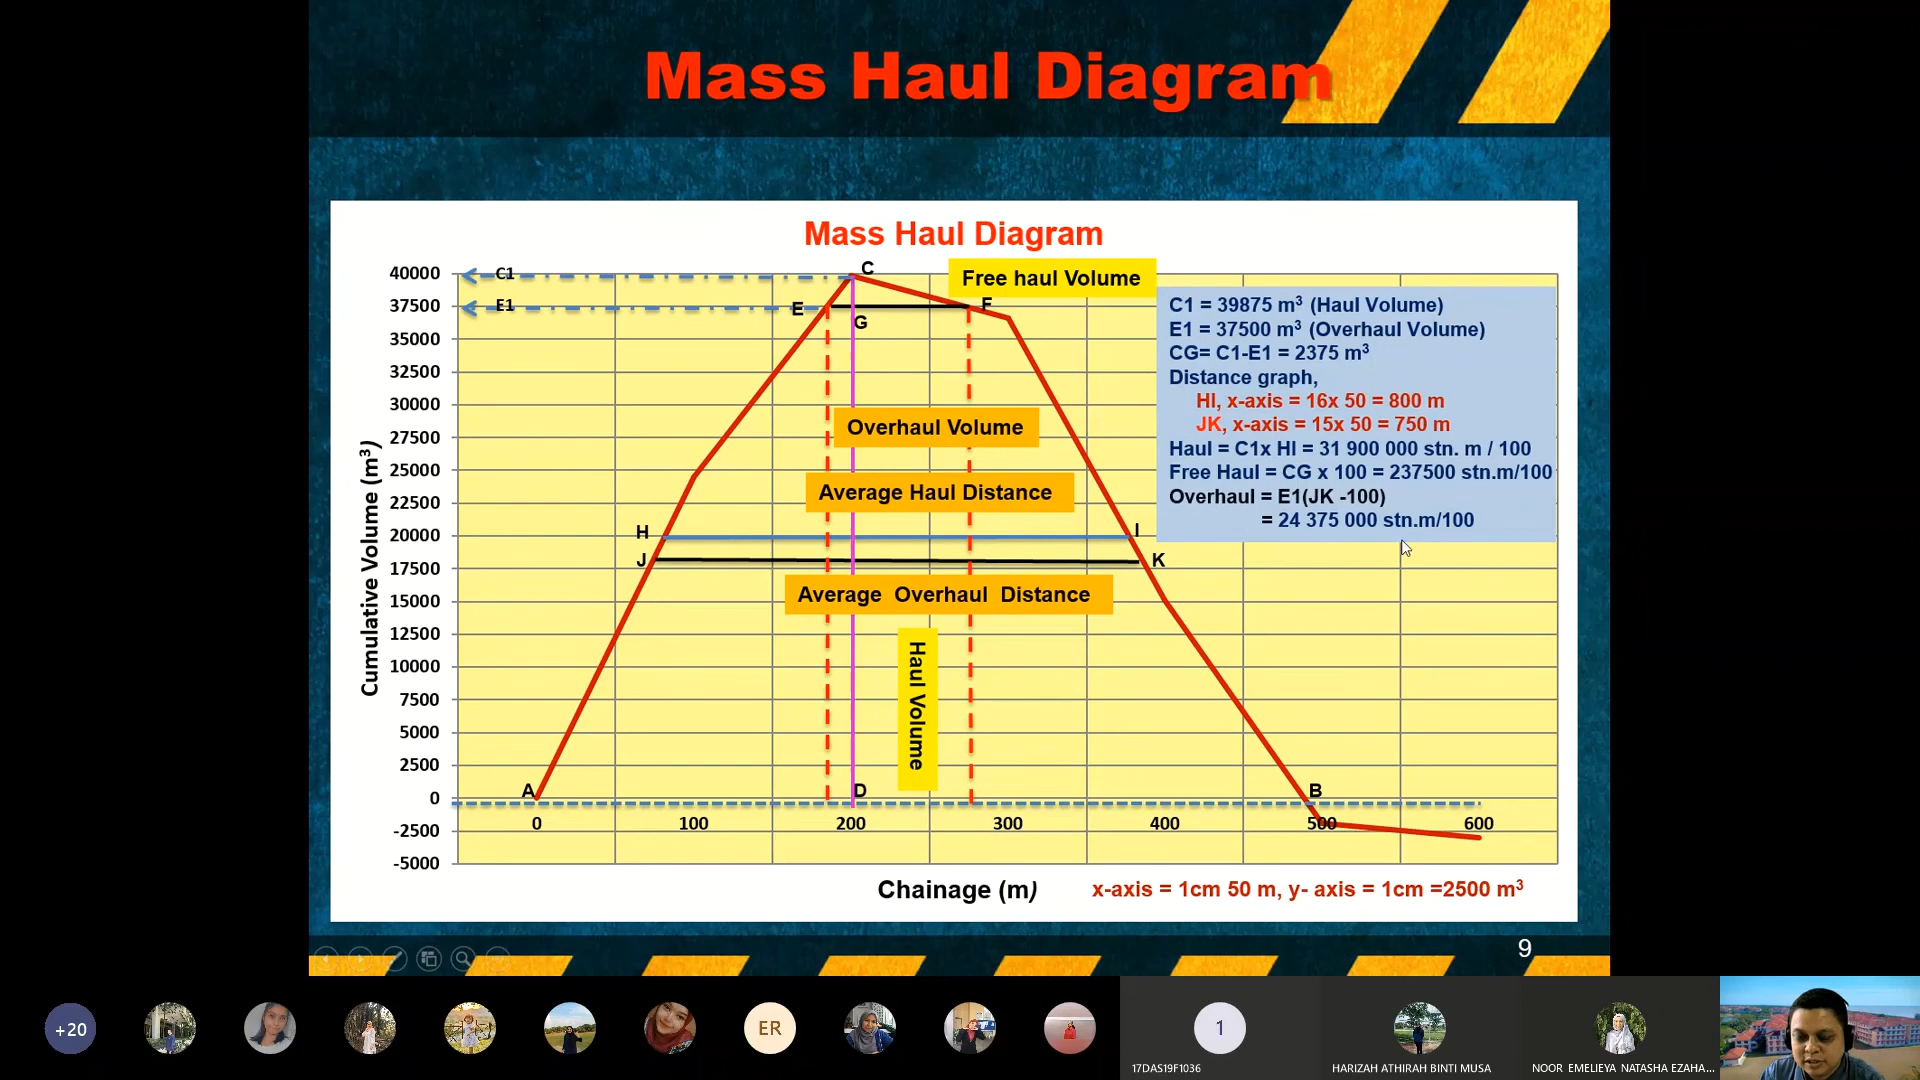 Mass Haul Diagram
Mass Haul Diagram
40000
37500
35000
32500
30000
27500
25000
22500
20000
17500
15000
12500
10000
7500
5000
2500
0
-2500
-5000
Cumulative Volume (m³)
C1
E1
C
Free haul Volume
E
F
G
Overhaul Volume
Average Haul Distance
H
I
J
K
Average Overhaul Distance
Haul Volume
A
D
B
0
100
200
300
400
500
600
Chainage (m)
x-axis = 1cm 50 m, y- axis = 1cm =2500 m³
C1 = 39875 m³ (Haul Volume)
E1 = 37500 m³ (Overhaul Volume)
CG= C1-E1 = 2375 m³
Distance graph,
HI, x-axis = 16x 50 = 800 m
JK, x-axis = 15x 50 = 750 m
Haul = C1x HI = 31 900 000 stn. m / 100
Free Haul = CG x 100 = 237500 stn.m/100
Overhaul = E1(JK -100)
= 24 375 000 stn.m/100
9
+20
ER
1
17DAS19F1036
HARIZAH ATHIRAH BINTI MUSA
NOOR EMELIEYA NATASHA EZAHA...